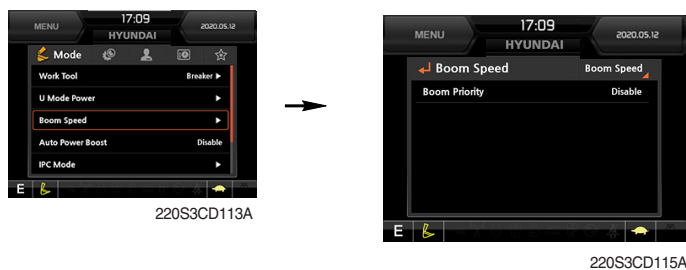 MENU 17:09 2020.05.12
HYUNDAI
Mode
Work Tool Breaker ▶
U Mode Power ▶
Boom Speed ▶
Auto Power Boost Disable
IPC Mode ▶
E
220S3CD113A
MENU 17:09 2020.05.12
HYUNDAI
Boom Speed Boom Speed
Boom Priority Disable
E
220S3CD115A